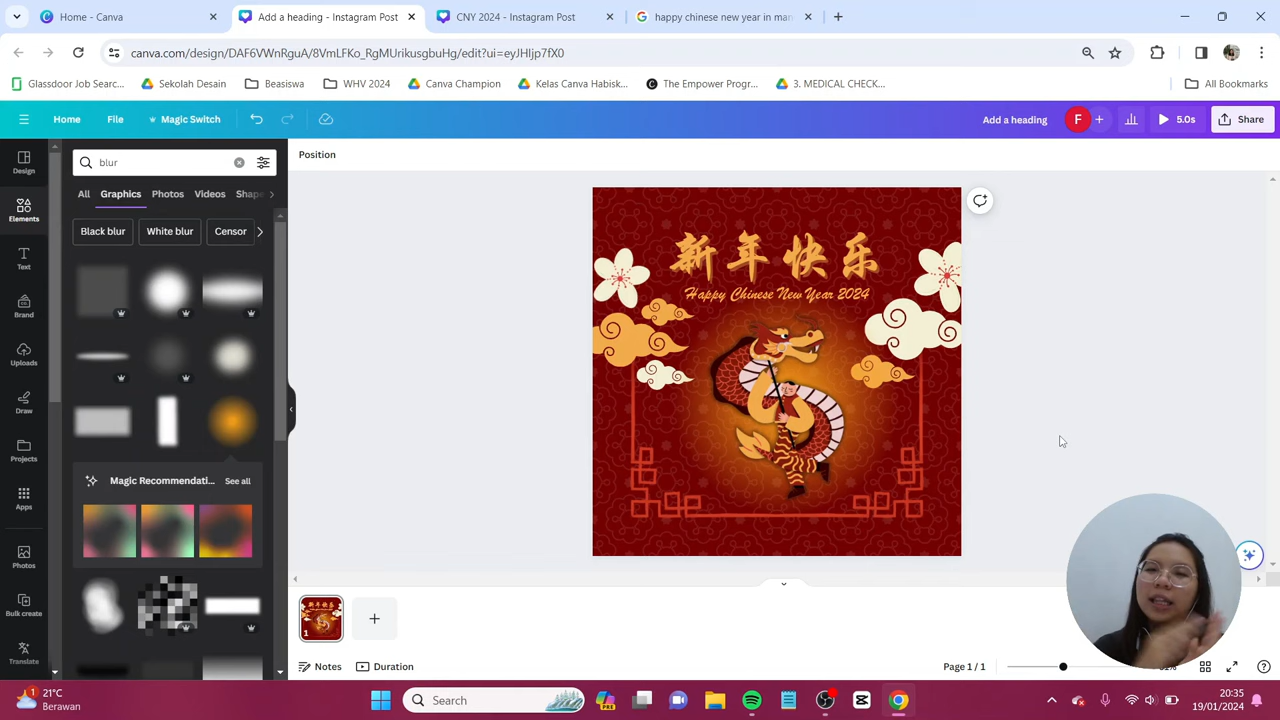 Home - Canva
Add a heading - Instagram Post
CNY 2024 - Instagram Post
happy chinese new year in man
canva.com/design/DAF6VWnRguA/8VmLFKo_RgMUrikusgbuHg/edit?ui=eyJHIjp7fX0
Glassdoor Job Searc...
Sekolah Desain
Beasiswa
WHV 2024
Canva Champion
Kelas Canva Habisk...
The Empower Progr...
3. MEDICAL CHECK...
All Bookmarks
Home
File
Magic Switch
Add a heading
F
5.0s
Share
Design
Elements
Text
Brand
Uploads
Draw
Projects
Apps
Photos
Bulk create
Translate
blur
All
Graphics
Photos
Videos
Shape
Black blur
White blur
Censor
Magic Recommendati...
See all
Position
新年快乐
Happy Chinese New Year 2024
1
Notes
Duration
Page 1 / 1
21°C
Berawan
1
Search
PRE
20:35
19/01/2024